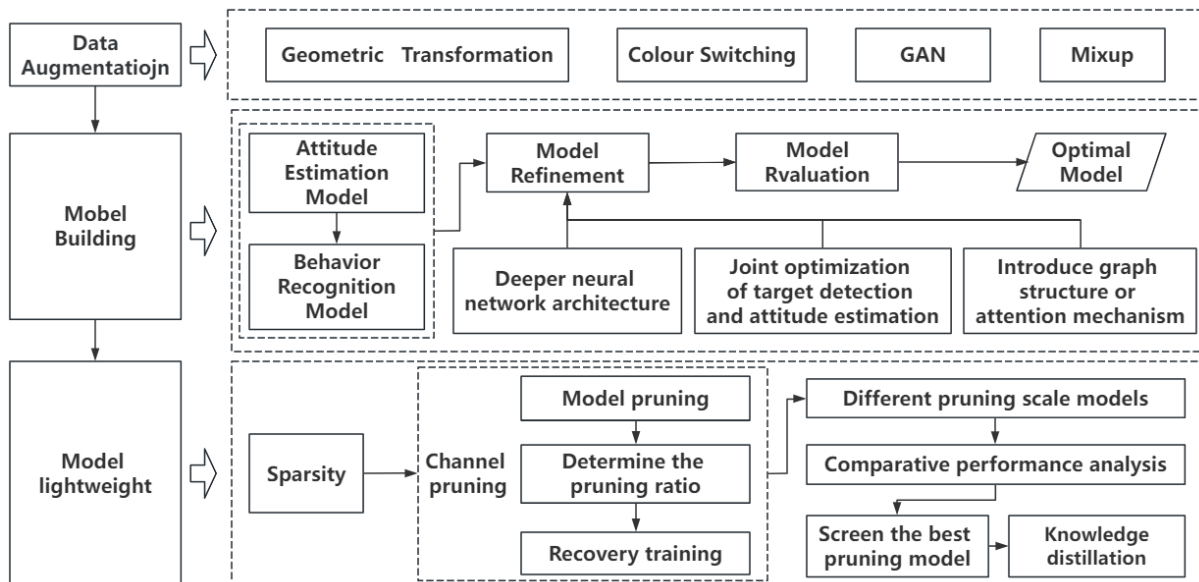 Data
Augmentatiojn
Geometric Transformation
Colour Switching
GAN
Mixup
Mobel
Building
Attitude
Estimation
Model
Behavior
Recognition
Model
Model
Refinement
Model
Rvaluation
Optimal
Model
Deeper neural
network architecture
Joint optimization
of target detection
and attitude estimation
Introduce graph
structure or
attention mechanism
Model
lightweight
Sparsity
Channel
pruning
Model pruning
Determine the
pruning ratio
Recovery training
Different pruning scale models
Comparative performance analysis
Screen the best
pruning model
Knowledge
distillation